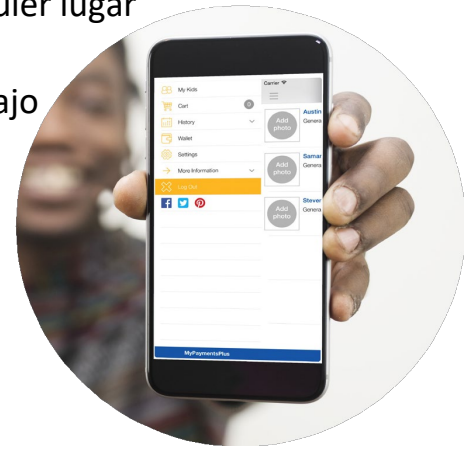 uier lugar
ajo
Carrier
My Kids
Cart 0
History
Wallet
Settings
More Information
Log Out
Add photo
Austin
Genera
Add photo
Samar
Genera
Add photo
Steven
Genera
MyPaymentsPlus